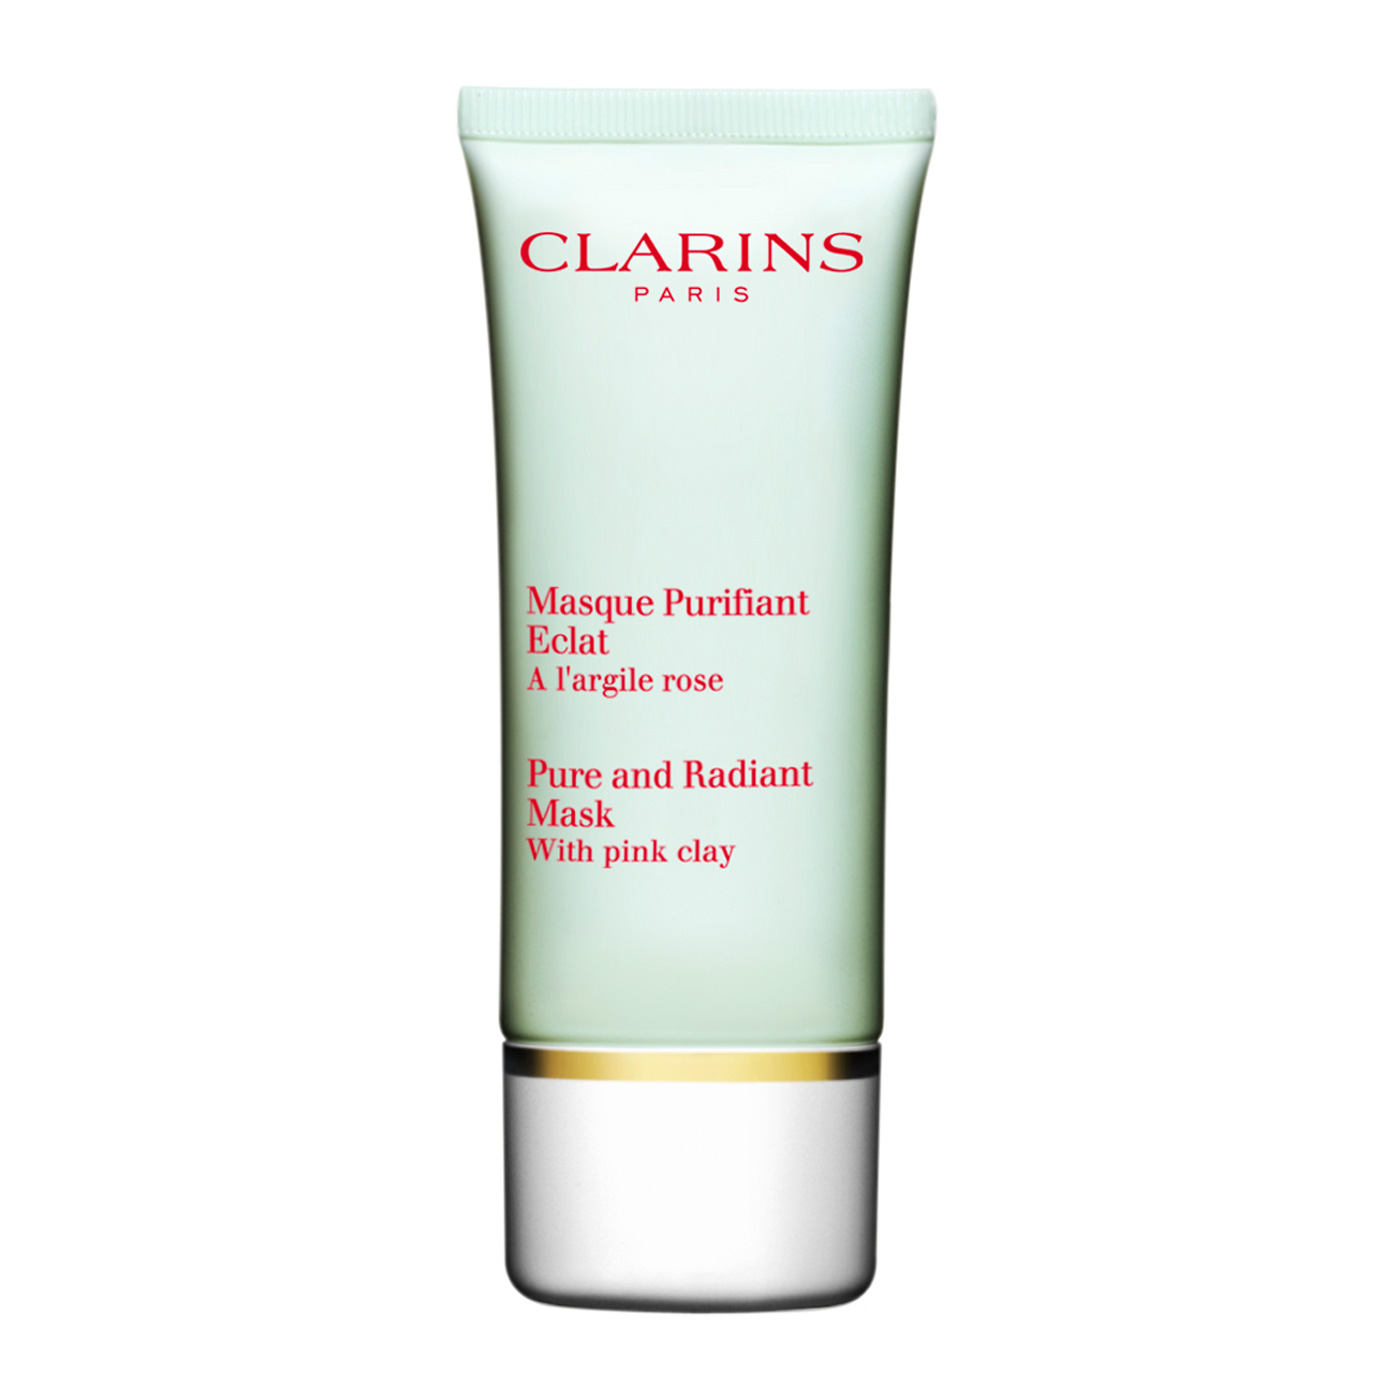 CLARINS
PARIS
Masque Purifiant
Eclat
A l'argile rose
Pure and Radiant
Mask
With pink clay